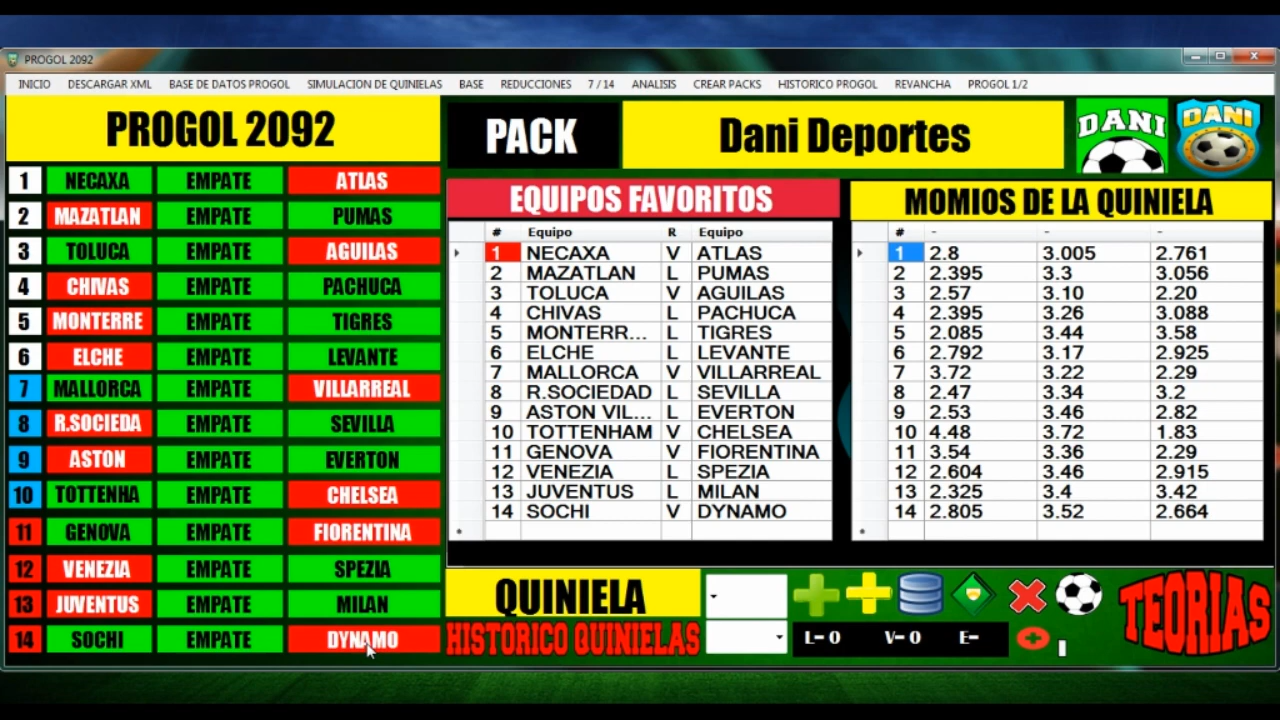 PROGOL 2092
INICIO DESCARGAR XML BASE DE DATOS PROGOL SIMULACION DE QUINIELAS BASE REDUCCIONES 7 / 14 ANALISIS CREAR PACKS HISTORICO PROGOL REVANCHA PROGOL 1/2
PROGOL 2092
1 NECAXA EMPATE ATLAS
2 MAZATLAN EMPATE PUMAS
3 TOLUCA EMPATE AGUILAS
4 CHIVAS EMPATE PACHUCA
5 MONTERRE EMPATE TIGRES
6 ELCHE EMPATE LEVANTE
7 MALLORCA EMPATE VILLARREAL
8 R.SOCIEDA EMPATE SEVILLA
9 ASTON EMPATE EVERTON
10 TOTTENHA EMPATE CHELSEA
11 GENOVA EMPATE FIORENTINA
12 VENEZIA EMPATE SPEZIA
13 JUVENTUS EMPATE MILAN
14 SOCHI EMPATE DYNAMO
PACK Dani Deportes
DANI DANI
EQUIPOS FAVORITOS
# Equipo R Equipo
1 NECAXA V ATLAS
2 MAZATLAN L PUMAS
3 TOLUCA V AGUILAS
4 CHIVAS L PACHUCA
5 MONTERR... L TIGRES
6 ELCHE L LEVANTE
7 MALLORCA V VILLARREAL
8 R.SOCIEDAD L SEVILLA
9 ASTON VIL... L EVERTON
10 TOTTENHAM V CHELSEA
11 GENOVA V FIORENTINA
12 VENEZIA L SPEZIA
13 JUVENTUS L MILAN
14 SOCHI V DYNAMO
*
MOMIOS DE LA QUINIELA
# - - -
1 2.8 3.005 2.761
2 2.395 3.3 3.056
3 2.57 3.10 2.20
4 2.395 3.26 3.088
5 2.085 3.44 3.58
6 2.792 3.17 2.925
7 3.72 3.22 2.29
8 2.47 3.34 3.2
9 2.53 3.46 2.82
10 4.48 3.72 1.83
11 3.54 3.36 2.29
12 2.604 3.46 2.915
13 2.325 3.4 3.42
14 2.805 3.52 2.664
*
QUINIELA
HISTORICO QUINIELAS
L- 0 V- 0 E-
TEORIAS